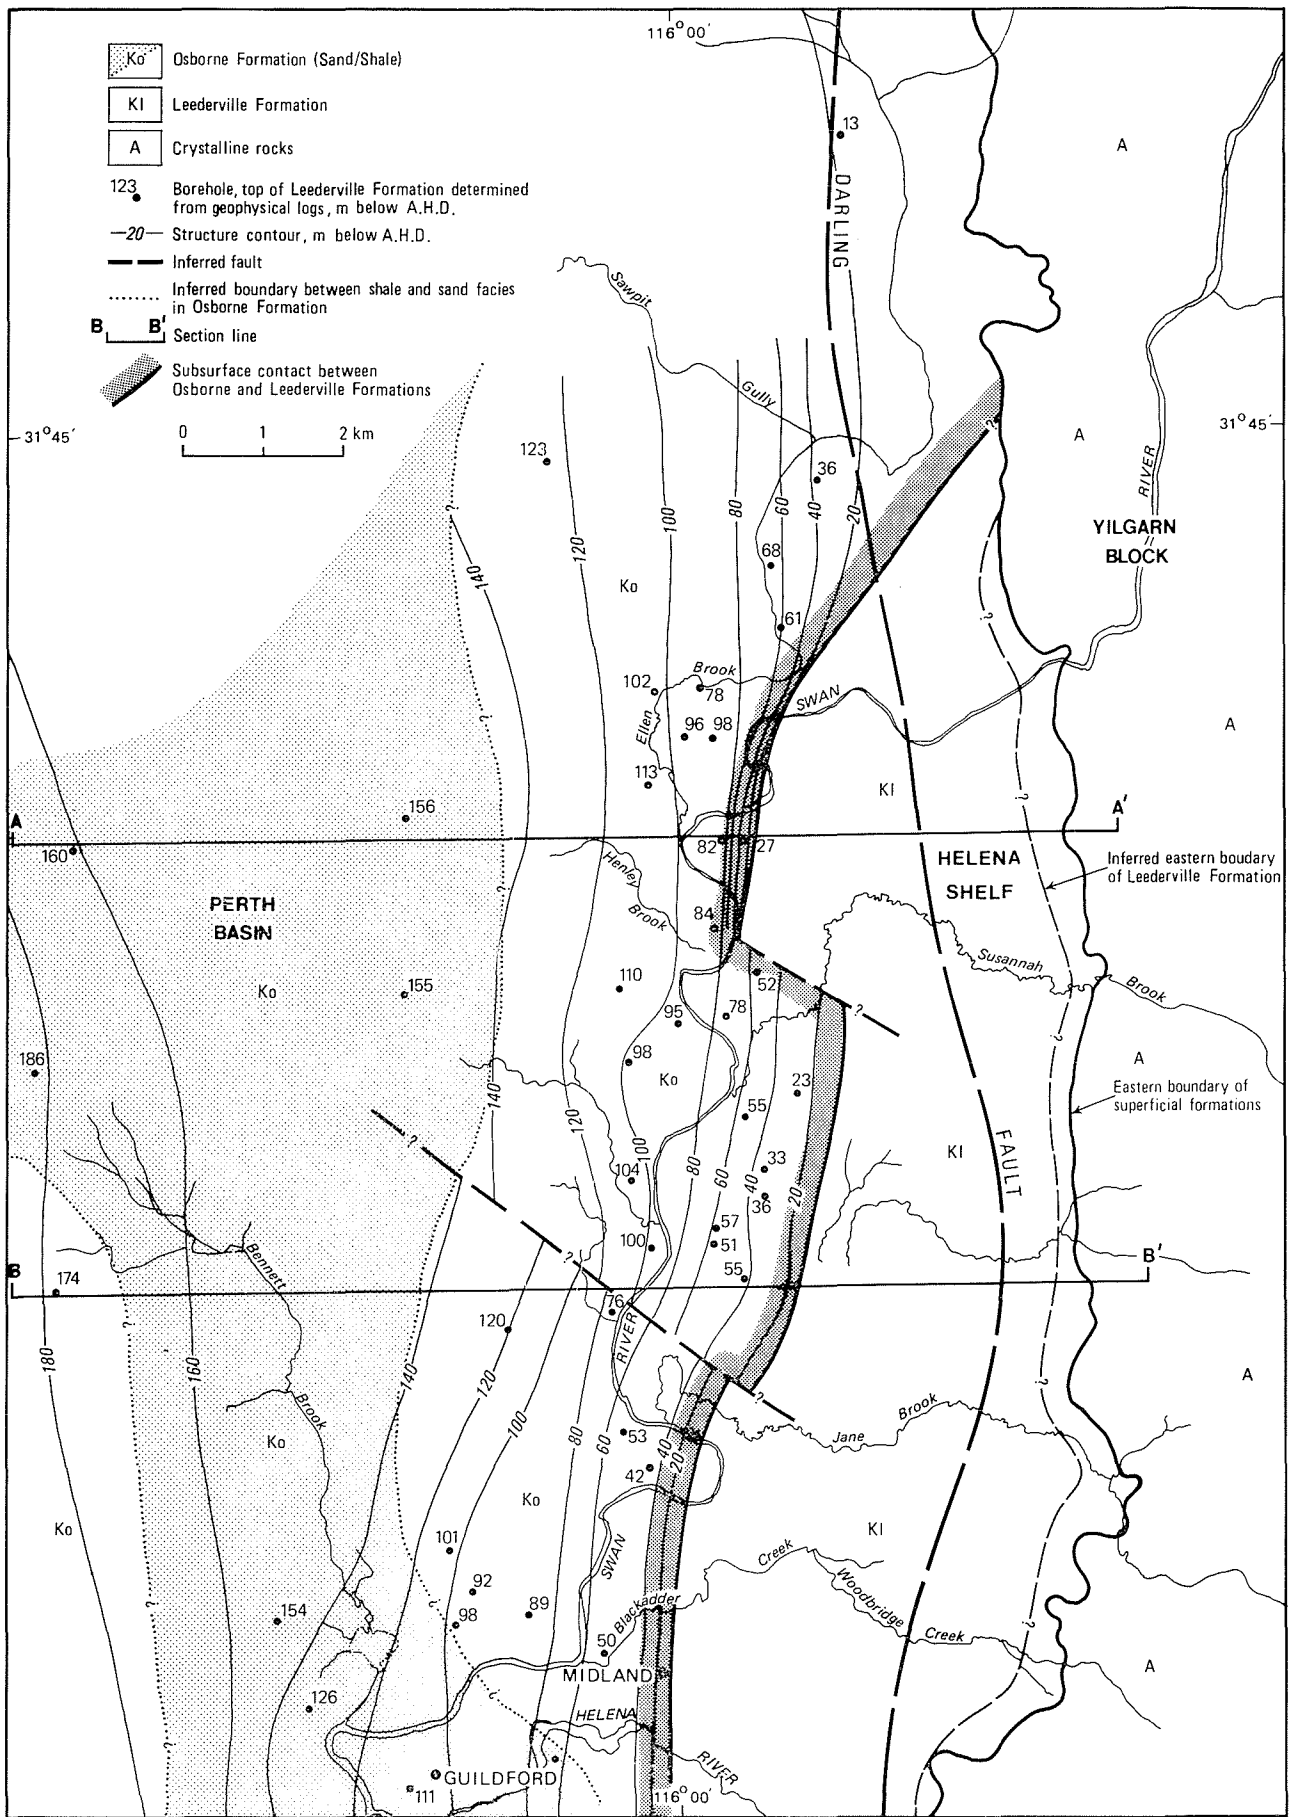 116°00'
Ko Osborne Formation (Sand/Shale)
Kl Leederville Formation
A Crystalline rocks
123 Borehole, top of Leederville Formation determined
from geophysical logs, m below A.H.D.
—20— Structure contour, m below A.H.D.
Inferred fault
Inferred boundary between shale and sand facies
in Osborne Formation
B B' Section line
Subsurface contact between
Osborne and Leederville Formations
0 1 2 km
13
A
DARLING
Sawpit
Gully
31°45'
31°45'
A
?
123
36
RIVER
?
140
120
100
80
60
40
20
YILGARN
BLOCK
68
Ko
61
?
Brook
102
78
SWAN
Ellen
96
98
?
A
113
Kl
?
156
A
A'
160
82
27
?
Henley
Brook
HELENA
SHELF
Inferred eastern boudary
of Leederville Formation
PERTH
BASIN
84
Susannah
Brook
Ko
155
110
52
?
95
78
?
186
98
Ko
A
140
23
Eastern boundary of
superficial formations
120
55
?
100
80
60
40
20
33
36
Kl
FAULT
104
57
51
100
?
B'
Bennett
B
174
55
76
?
120
RIVER
180
160
140
120
100
?
?
A
Brook
Brook
Jane
53
80
60
40
20
42
Ko
Ko
Ko
Kl
101
SWAN
Creek
92
Blackadder
Woodbridge
89
98
?
154
Creek
?
50
MIDLAND
A
126
?
HELENA
RIVER
GUILDFORD
111
116°00'